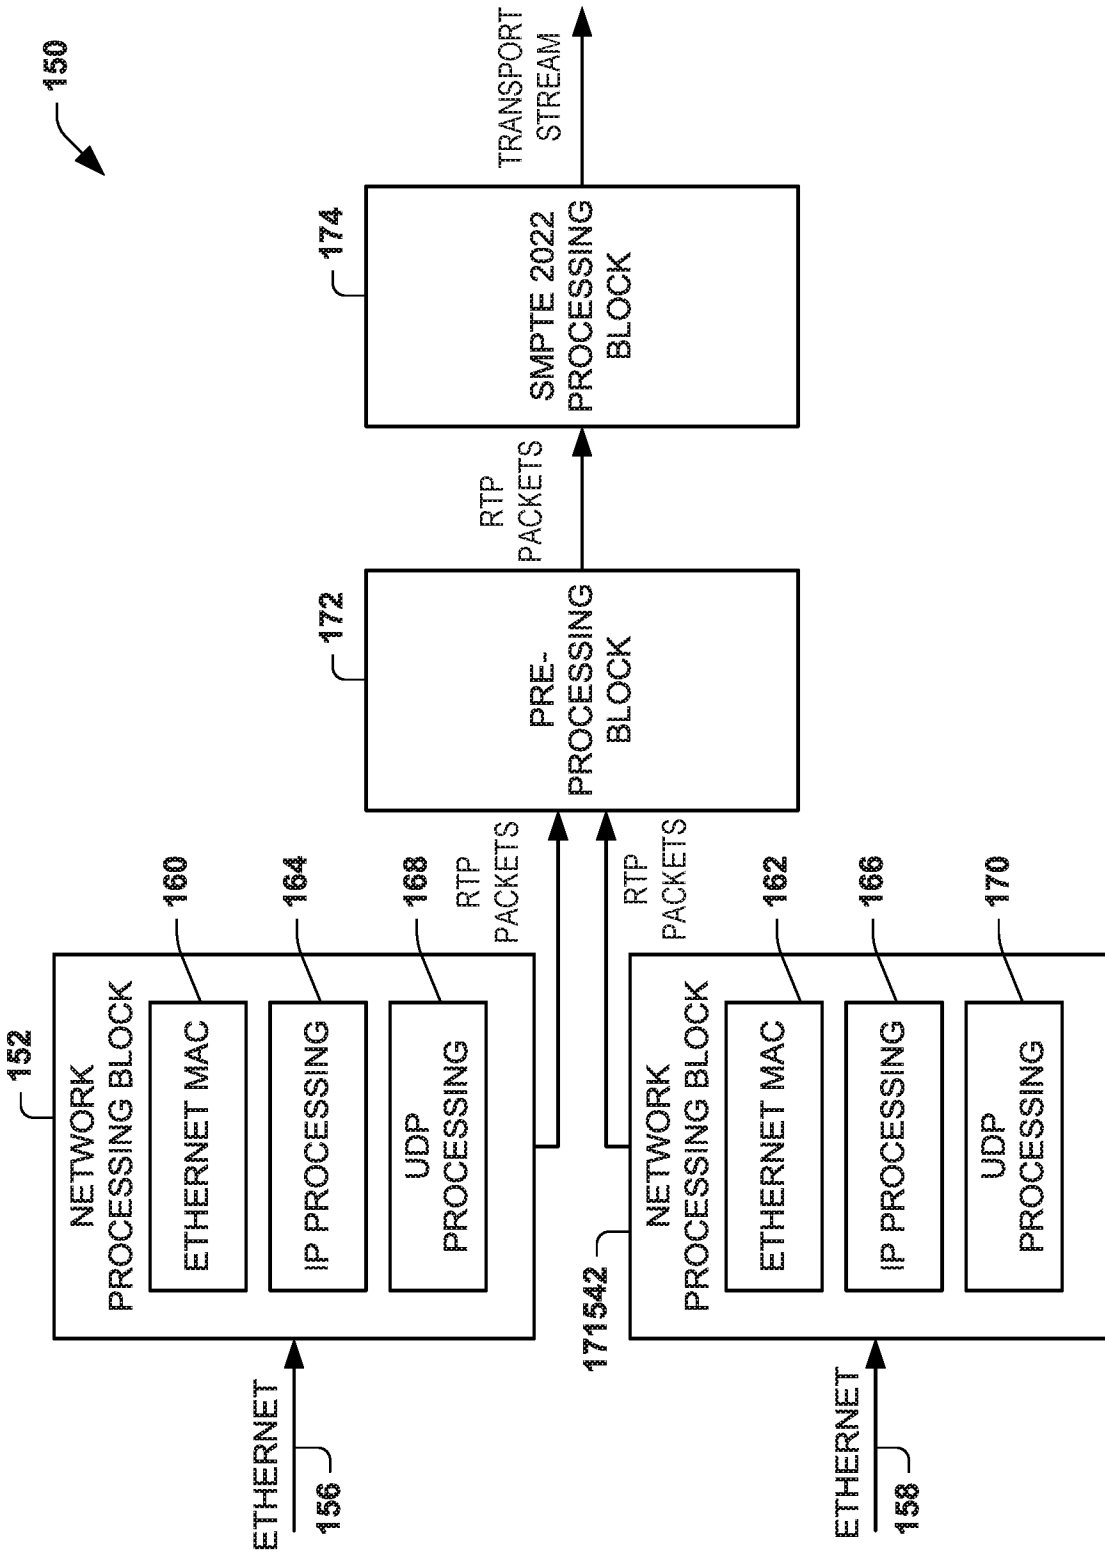 150
152
NETWORK
PROCESSING BLOCK
ETHERNET MAC
160
IP PROCESSING
164
UDP
PROCESSING
168
ETHERNET
156
RTP
PACKETS
171542
NETWORK
PROCESSING BLOCK
ETHERNET MAC
162
IP PROCESSING
166
UDP
PROCESSING
170
ETHERNET
158
RTP
PACKETS
172
PRE-
PROCESSING
BLOCK
RTP
PACKETS
174
SMPTE 2022
PROCESSING
BLOCK
TRANSPORT
STREAM